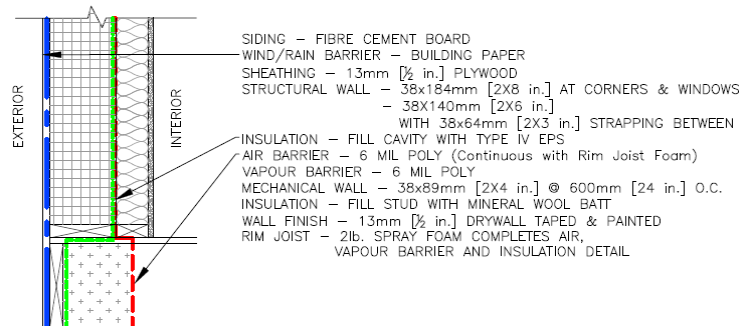 EXTERIOR
INTERIOR
SIDING – FIBRE CEMENT BOARD
WIND/RAIN BARRIER – BUILDING PAPER
SHEATHING – 13mm [½ in.] PLYWOOD
STRUCTURAL WALL – 38x184mm [2X8 in.] AT CORNERS & WINDOWS
– 38X140mm [2X6 in.]
WITH 38x64mm [2X3 in.] STRAPPING BETWEEN
INSULATION – FILL CAVITY WITH TYPE IV EPS
AIR BARRIER – 6 MIL POLY (Continuous with Rim Joist Foam)
VAPOUR BARRIER – 6 MIL POLY
MECHANICAL WALL – 38x89mm [2X4 in.] @ 600mm [24 in.] O.C.
INSULATION – FILL STUD WITH MINERAL WOOL BATT
WALL FINISH – 13mm [½ in.] DRYWALL TAPED & PAINTED
RIM JOIST – 2lb. SPRAY FOAM COMPLETES AIR,
VAPOUR BARRIER AND INSULATION DETAIL